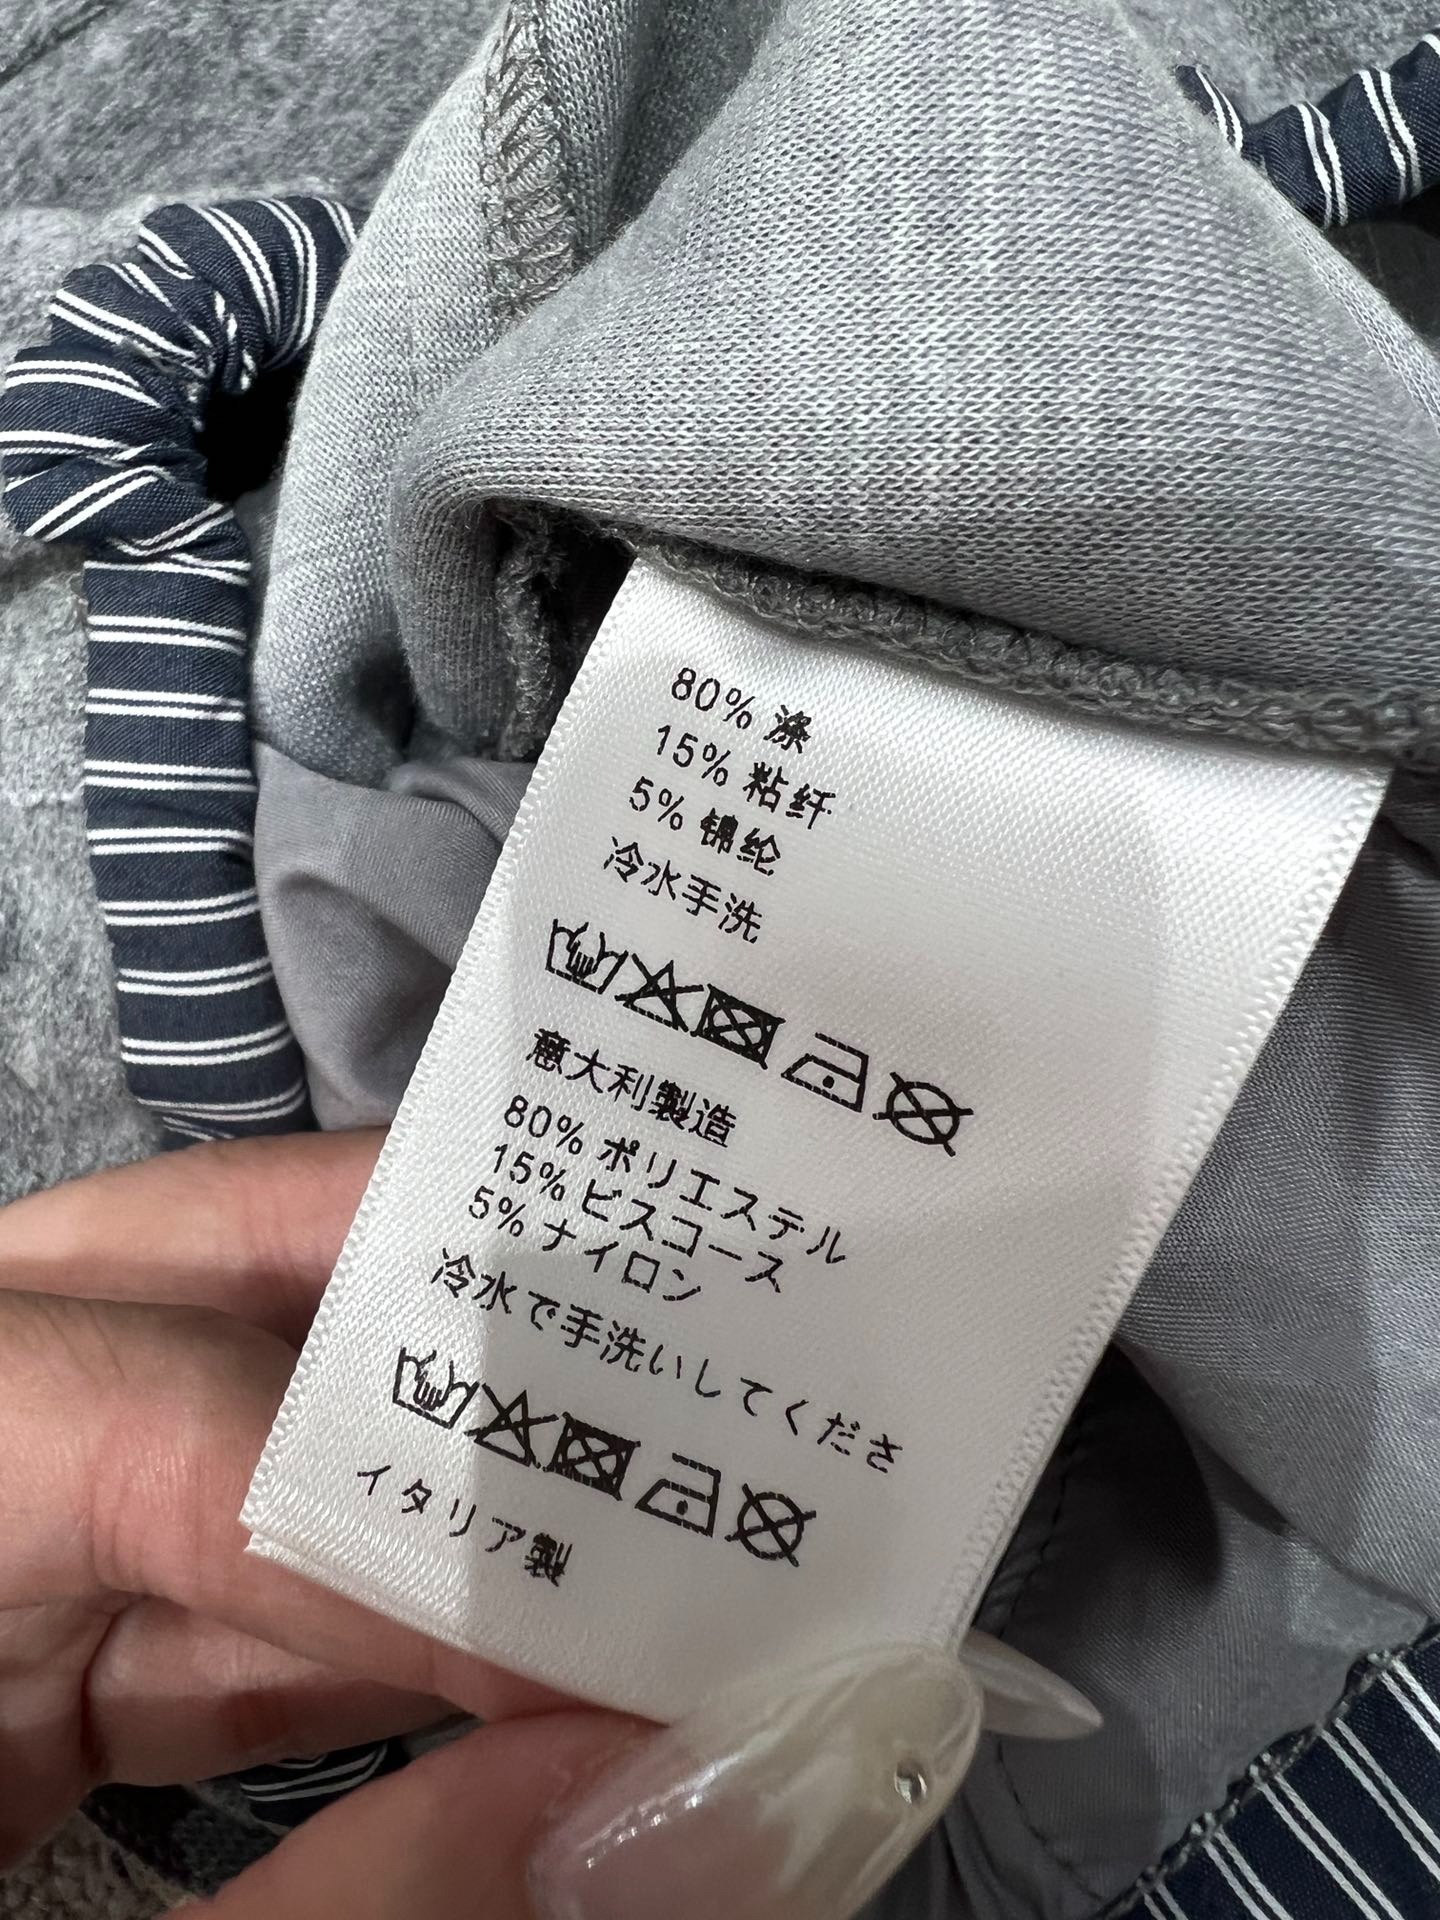 80% 涤
15% 粘纤
5% 锦纶
冷水手洗
意大利製造
80% ポリエステル
15% ビスコース
5% ナイロン
冷水で手洗いしてくださ
イタリア製